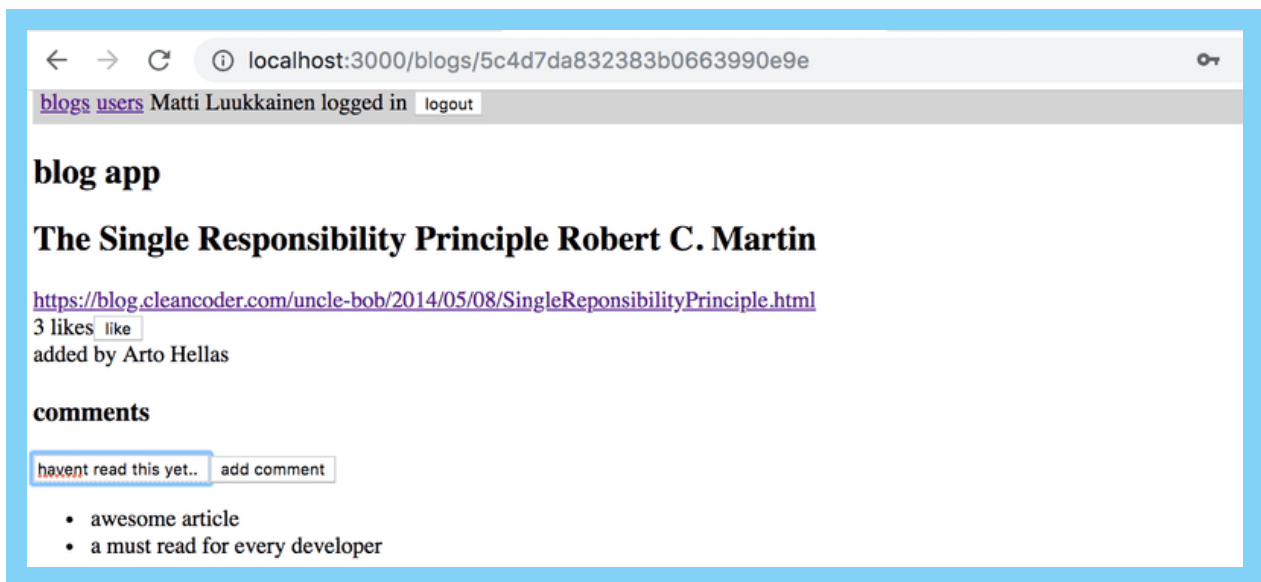 localhost:3000/blogs/5c4d7da832383b0663990e9e
blogs users Matti Luukkainen logged in logout
blog app
The Single Responsibility Principle Robert C. Martin
https://blog.cleancoder.com/uncle-bob/2014/05/08/SingleReponsibilityPrinciple.html
3 likes like
added by Arto Hellas
comments
havent read this yet.. add comment
• awesome article
• a must read for every developer